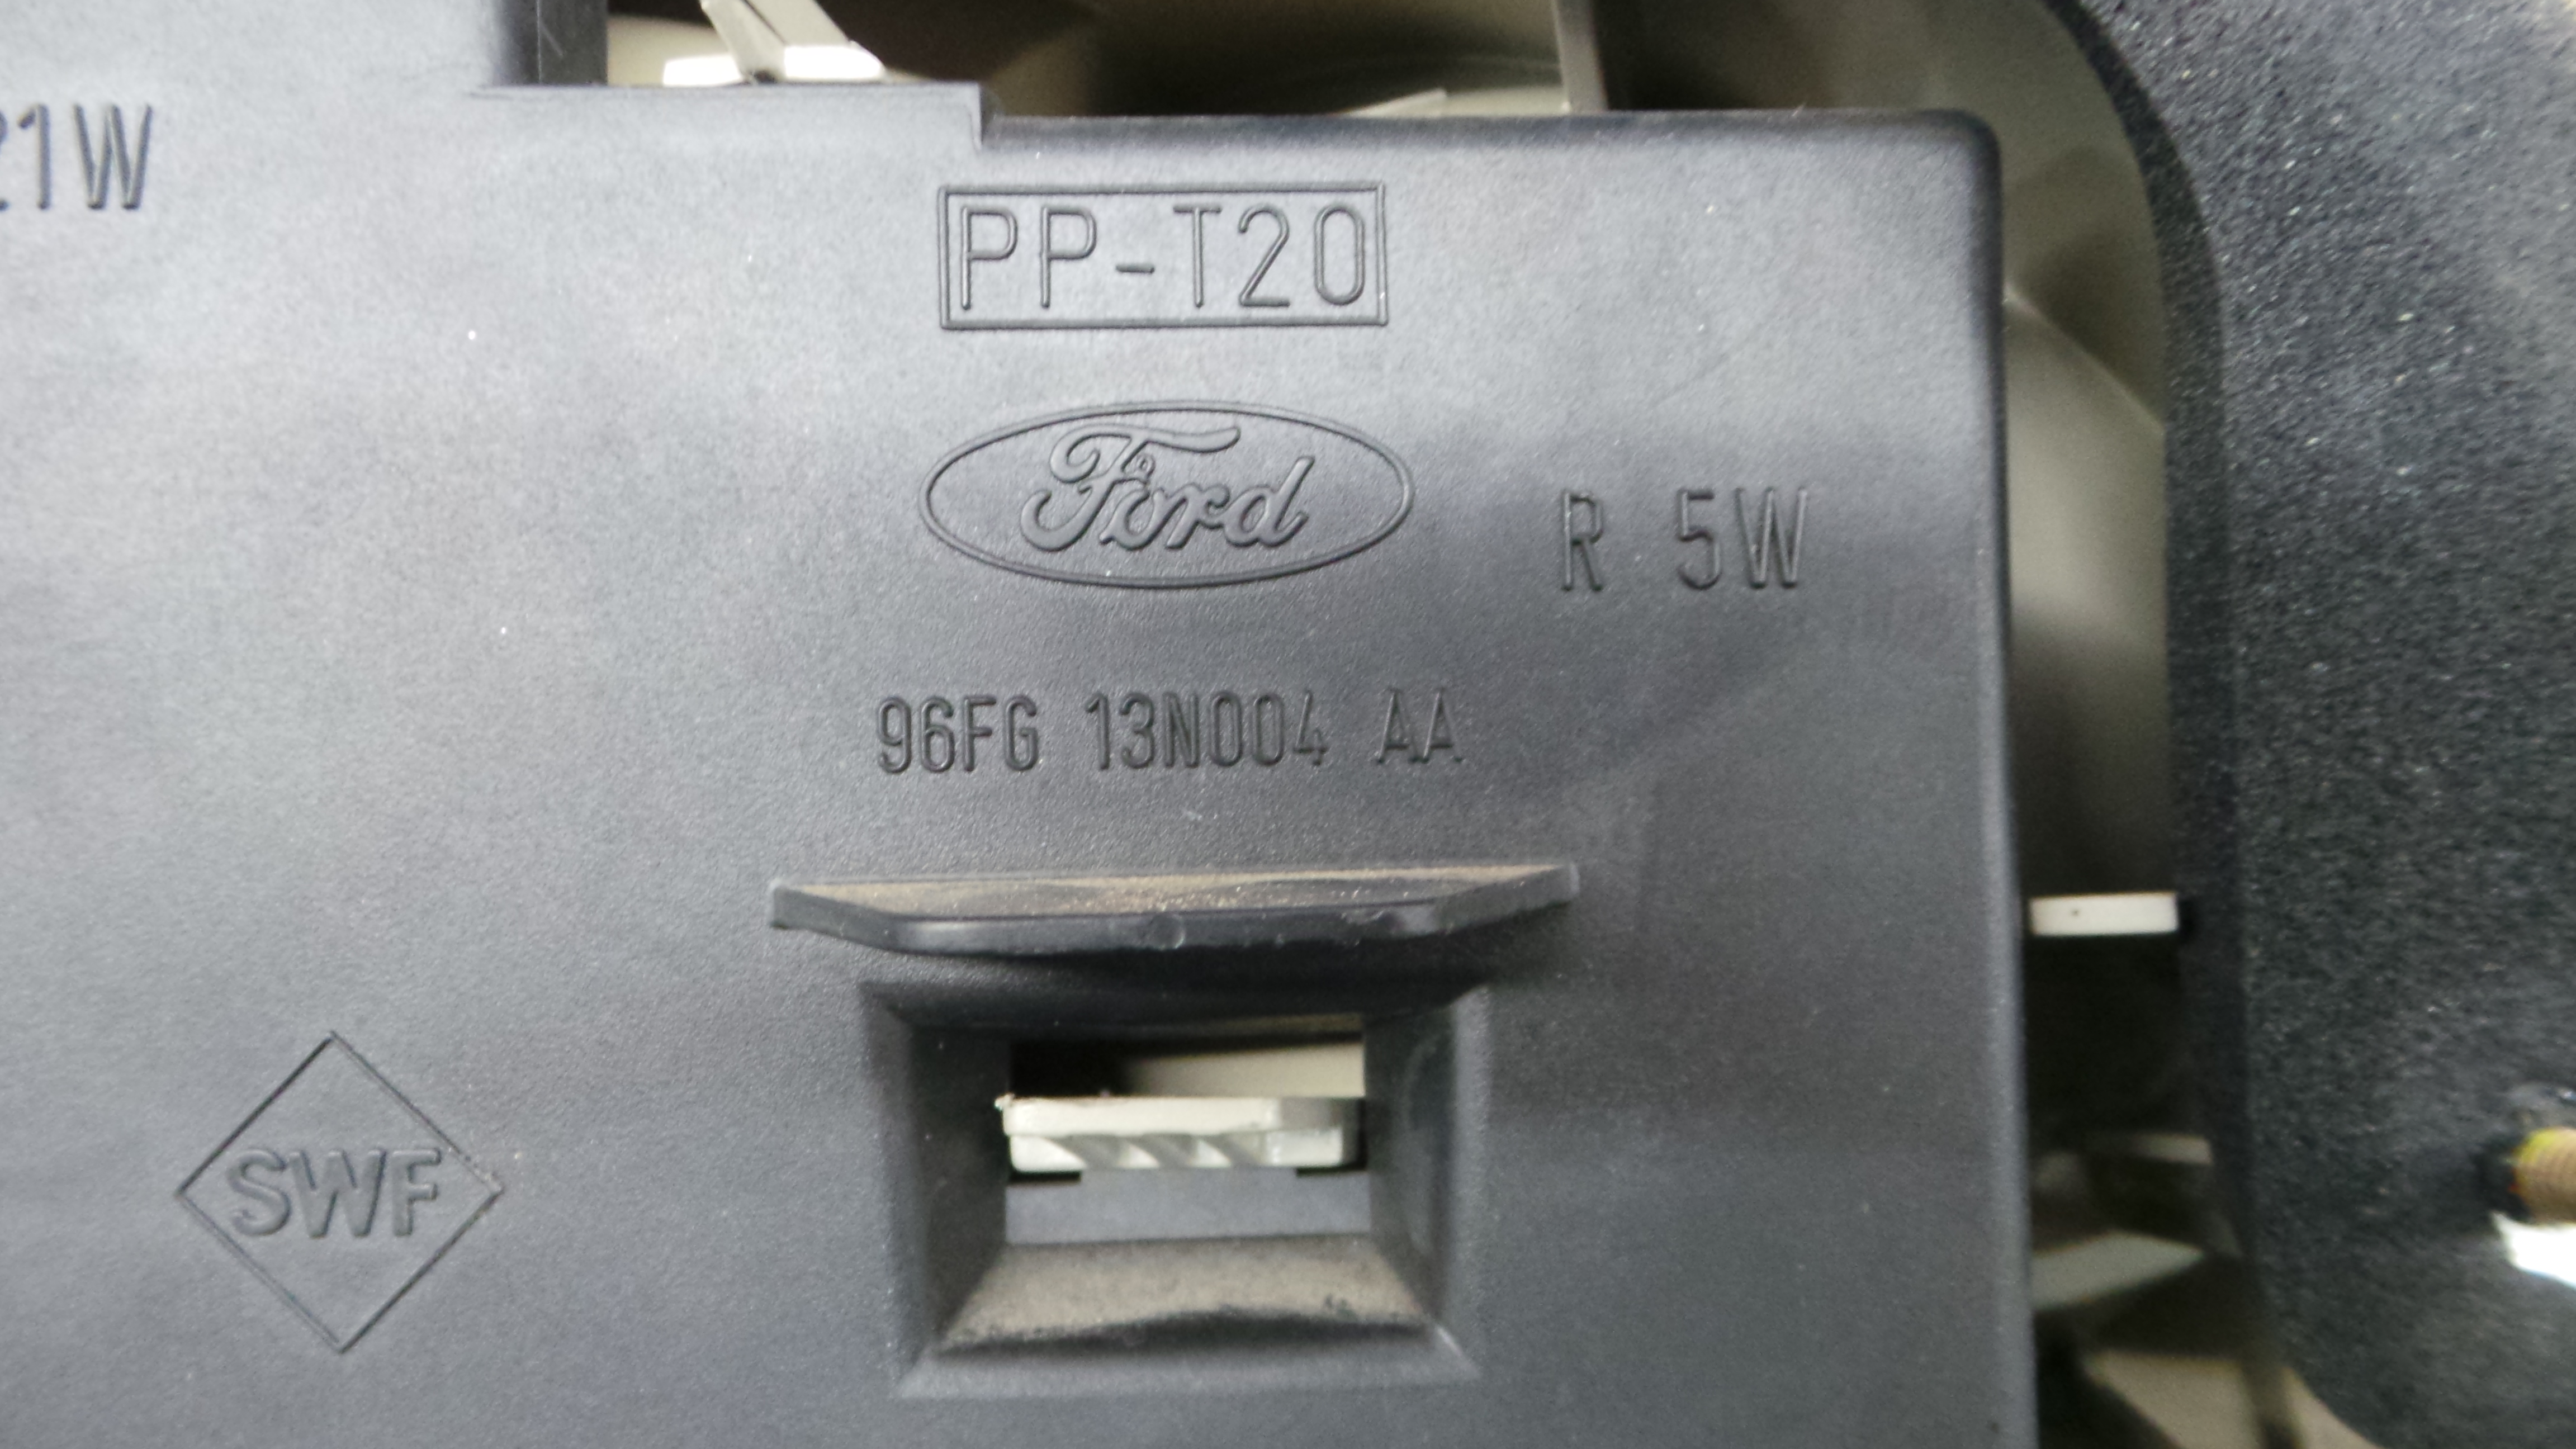 21W
PP-T20
Ford
R 5W
96FG 13N004 AA
SWF